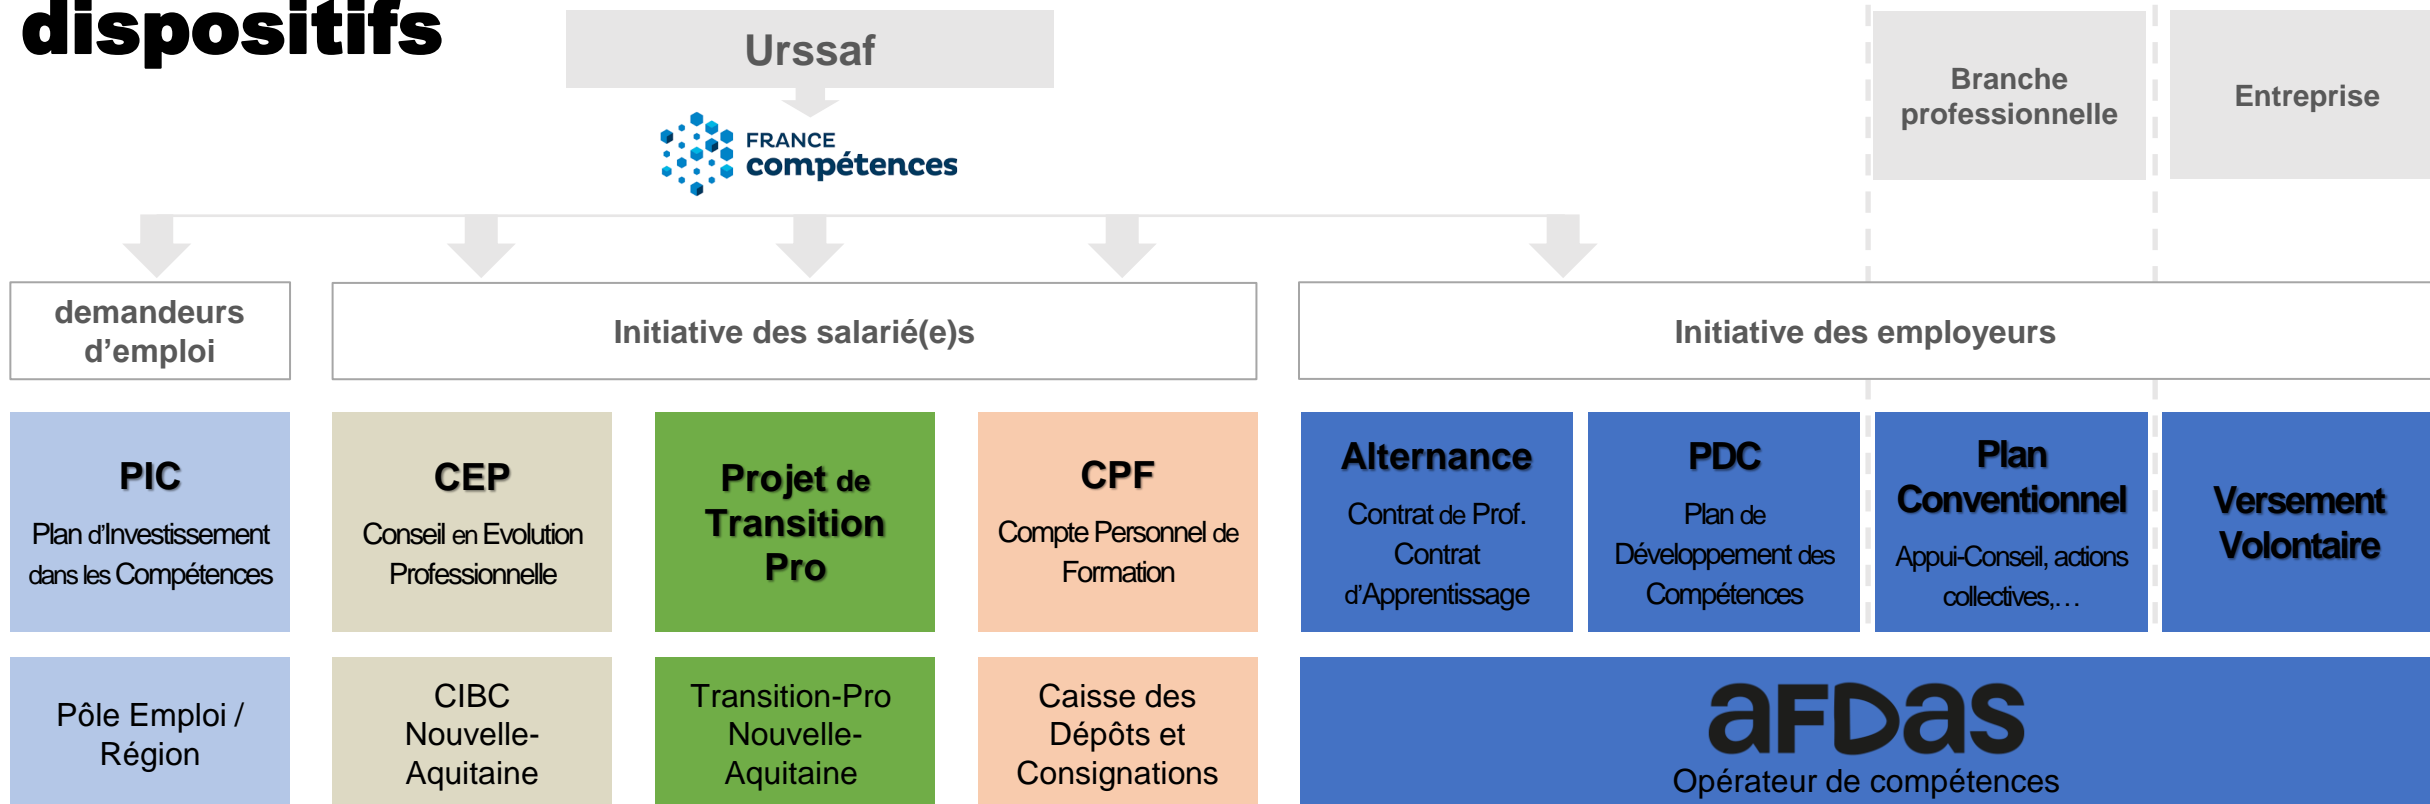 dispositifs
Urssaf
Branche
professionnelle
Entreprise
FRANCE
compétences
demandeurs
d’emploi
Initiative des salarié(e)s
Initiative des employeurs
PIC
Plan d’Investissement
dans les Compétences
CEP
Conseil en Evolution
Professionnelle
Projet de
Transition
Pro
CPF
Compte Personnel de
Formation
Alternance
Contrat de Prof.
Contrat
d’Apprentissage
PDC
Plan de
Développement des
Compétences
Plan
Conventionnel
Appui-Conseil, actions
collectives,…
Versement
Volontaire
Pôle Emploi /
Région
CIBC
Nouvelle-
Aquitaine
Transition-Pro
Nouvelle-
Aquitaine
Caisse des
Dépôts et
Consignations
aFDas
Opérateur de compétences